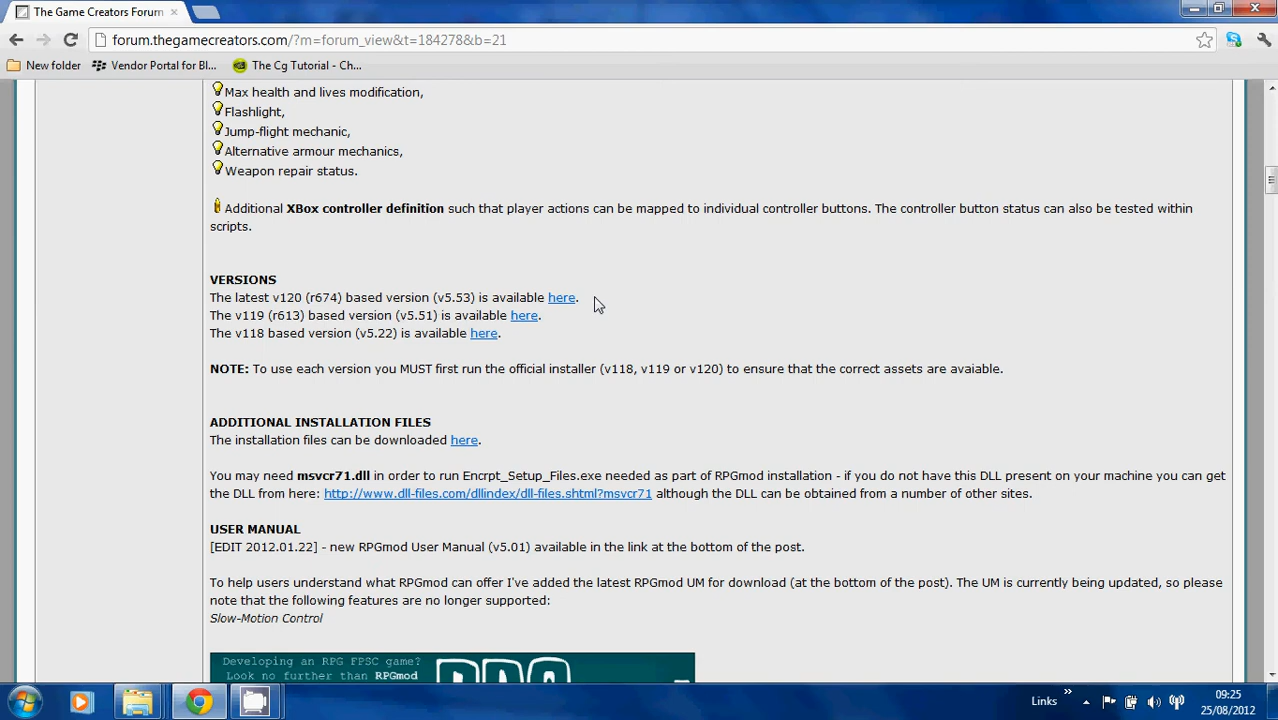 The Game Creators Forum
forum.thegamecreators.com/?m=forum_view&t=184278&b=21
New folder
Vendor Portal for Bl...
The Cg Tutorial - Ch...
Max health and lives modification,
Flashlight,
Jump-flight mechanic,
Alternative armour mechanics,
Weapon repair status.
Additional XBox controller definition such that player actions can be mapped to individual controller buttons. The controller button status can also be tested within
scripts.
VERSIONS
The latest v120 (r674) based version (v5.53) is available here.
The v119 (r613) based version (v5.51) is available here.
The v118 based version (v5.22) is available here.
NOTE: To use each version you MUST first run the official installer (v118, v119 or v120) to ensure that the correct assets are avaiable.
ADDITIONAL INSTALLATION FILES
The installation files can be downloaded here.
You may need msvcr71.dll in order to run Encrpt_Setup_Files.exe needed as part of RPGmod installation - if you do not have this DLL present on your machine you can get
the DLL from here: http://www.dll-files.com/dllindex/dll-files.shtml?msvcr71 although the DLL can be obtained from a number of other sites.
USER MANUAL
[EDIT 2012.01.22] - new RPGmod User Manual (v5.01) available in the link at the bottom of the post.
To help users understand what RPGmod can offer I've added the latest RPGmod UM for download (at the bottom of the post). The UM is currently being updated, so please
note that the following features are no longer supported:
Slow-Motion Control
Developing an RPG FPSC game?
Look no further than RPGmod
Links
09:25
25/08/2012